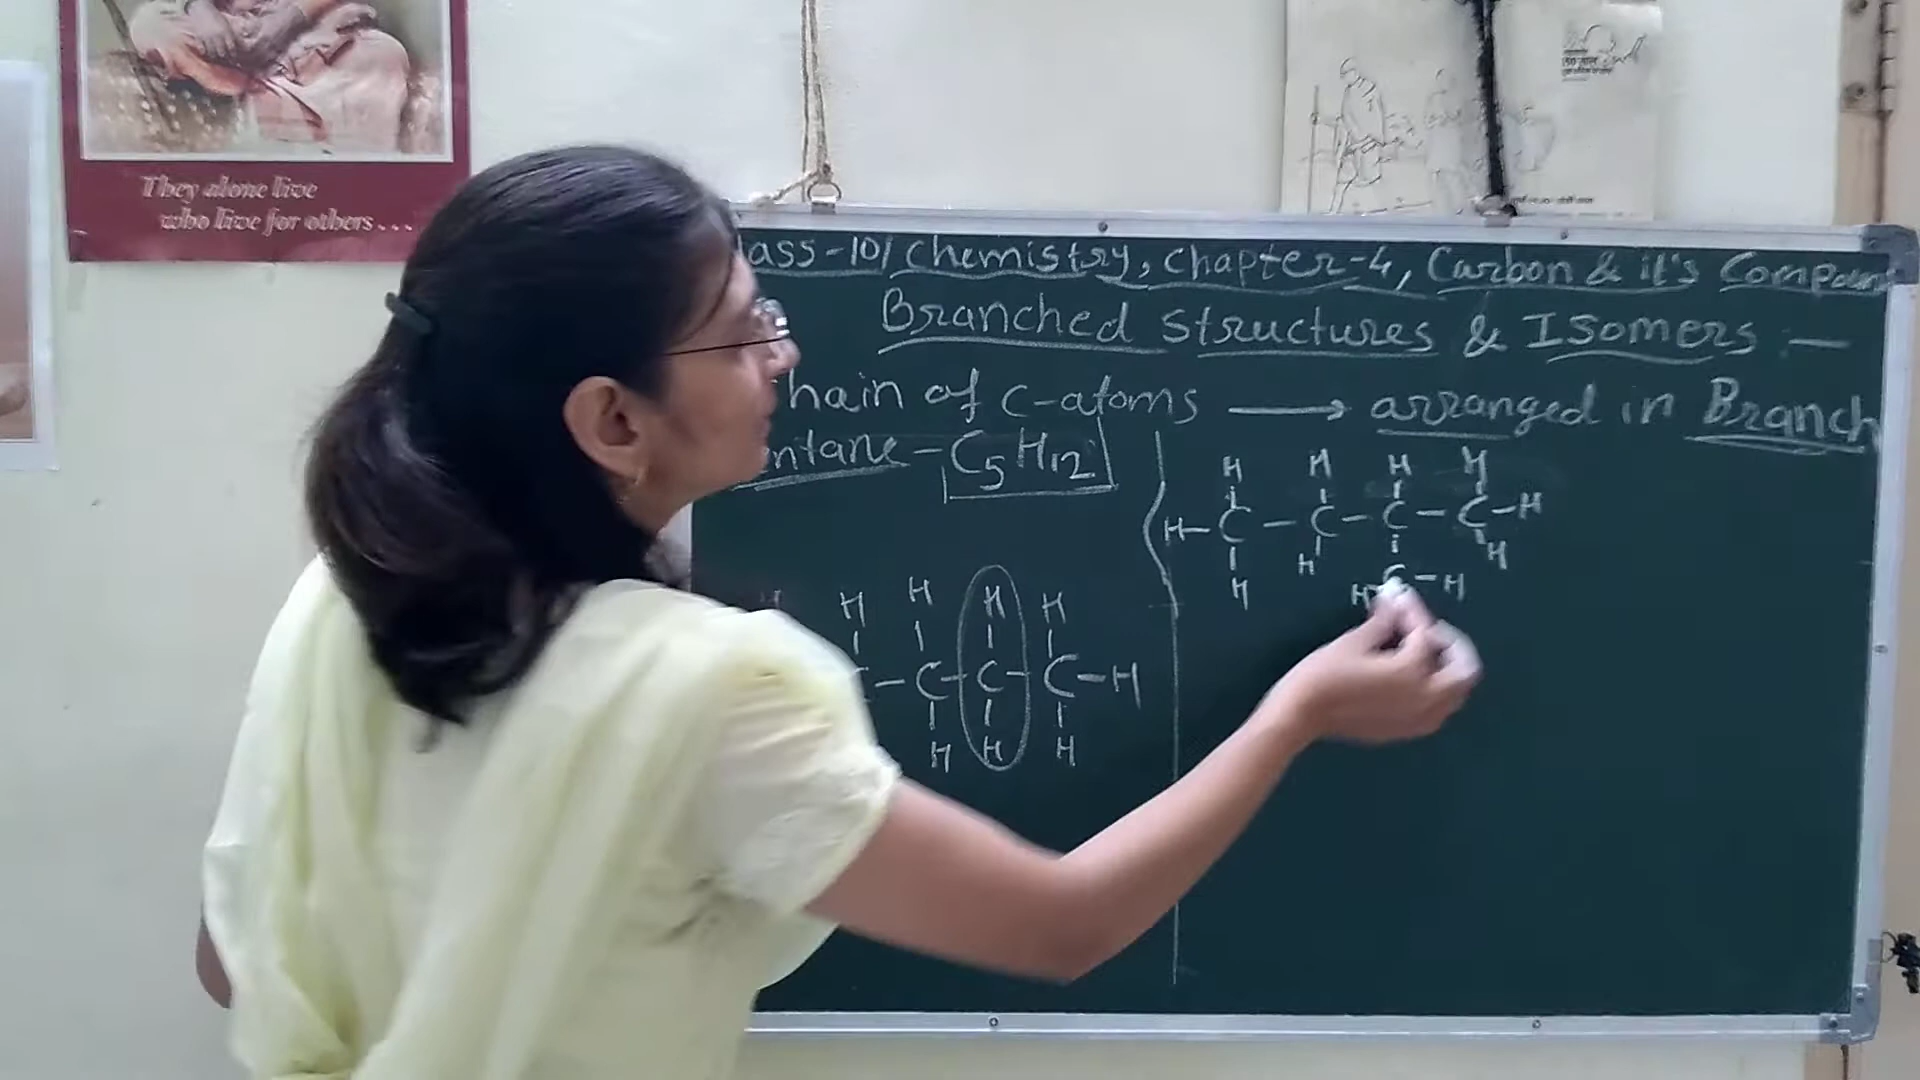 They alone live
who live for others...
ass-10/ Chemistry, Chapter-4, Carbon & it's Compoun
Branched Structures & Isomers :-
hain of C-atoms → arranged in Branch
ntane - C5H12
H H H H
H-C-C-C-C-H
H H H
H C-H
H H H H H
C-C-C-H
H H H